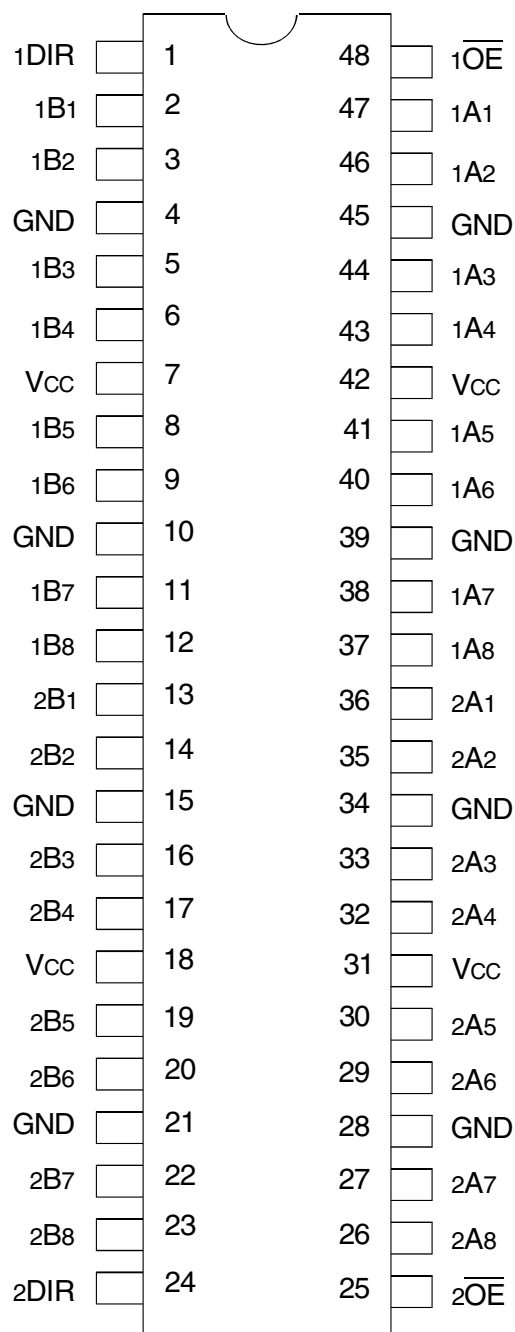 1DIR 1 48 1O̅E̅
1B1 2 47 1A1
1B2 3 46 1A2
GND 4 45 GND
1B3 5 44 1A3
1B4 6 43 1A4
VCC 7 42 VCC
1B5 8 41 1A5
1B6 9 40 1A6
GND 10 39 GND
1B7 11 38 1A7
1B8 12 37 1A8
2B1 13 36 2A1
2B2 14 35 2A2
GND 15 34 GND
2B3 16 33 2A3
2B4 17 32 2A4
VCC 18 31 VCC
2B5 19 30 2A5
2B6 20 29 2A6
GND 21 28 GND
2B7 22 27 2A7
2B8 23 26 2A8
2DIR 24 25 2O̅E̅